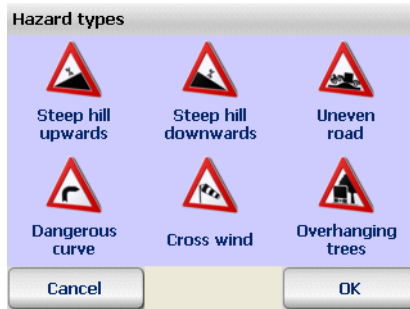 Hazard types
Steep hill
upwards
Steep hill
downwards
Uneven
road
Dangerous
curve
Cross wind
Overhanging
trees
Cancel
OK